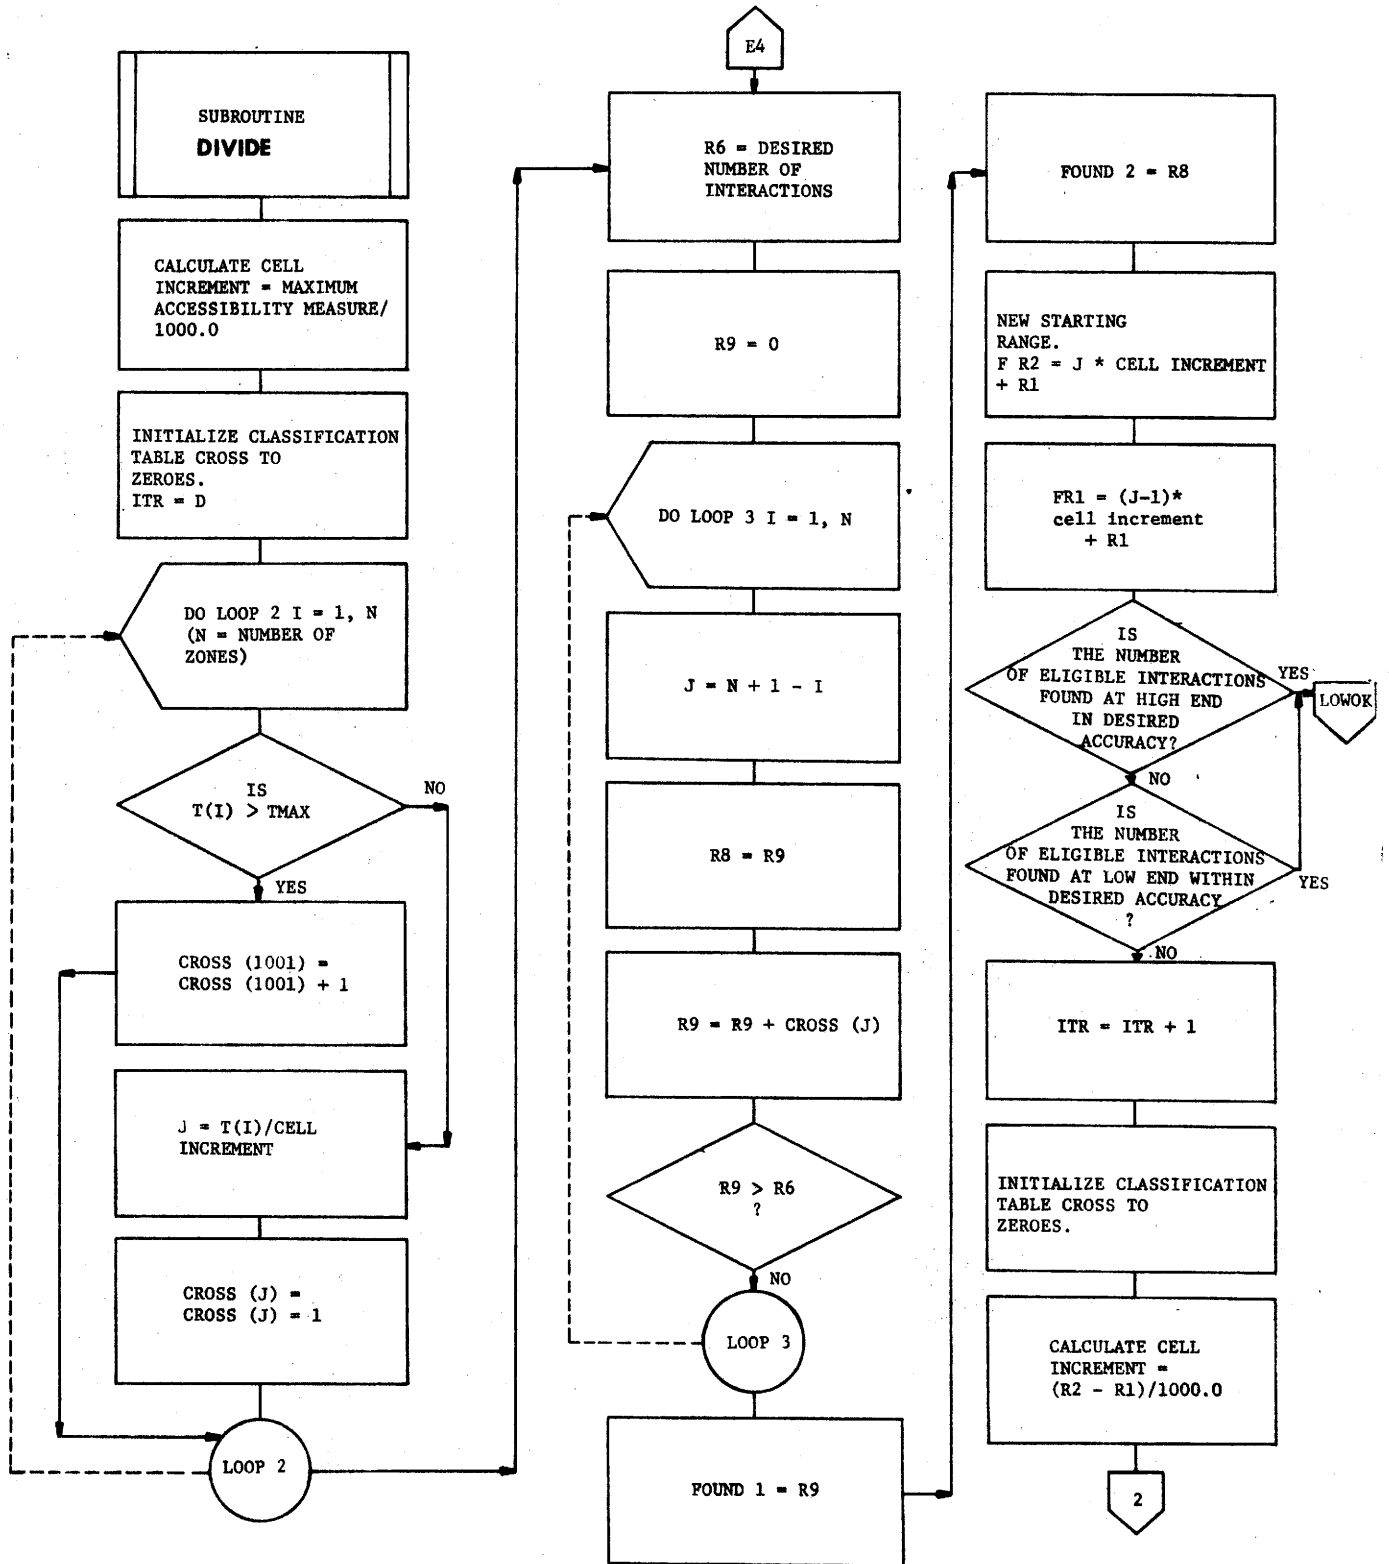 SUBROUTINE
DIVIDE
CALCULATE CELL
INCREMENT = MAXIMUM
ACCESSIBILITY MEASURE/
1000.0
INITIALIZE CLASSIFICATION
TABLE CROSS TO
ZEROES.
ITR = D
DO LOOP 2 I = 1, N
(N = NUMBER OF
ZONES)
IS
T(I) > TMAX
NO
YES
CROSS (1001) =
CROSS (1001) + 1
J = T(I)/CELL
INCREMENT
CROSS (J) =
CROSS (J) = 1
LOOP 2
E4
R6 = DESIRED
NUMBER OF
INTERACTIONS
R9 = 0
DO LOOP 3 I = 1, N
J = N + 1 - I
R8 = R9
R9 = R9 + CROSS (J)
R9 > R6
?
NO
LOOP 3
FOUND 1 = R9
FOUND 2 = R8
NEW STARTING
RANGE.
F R2 = J * CELL INCREMENT
+ R1
FR1 = (J-1)*
cell increment
+ R1
IS
THE NUMBER
OF ELIGIBLE INTERACTIONS
FOUND AT HIGH END
IN DESIRED
ACCURACY?
YES
LOWOK
NO
IS
THE NUMBER
OF ELIGIBLE INTERACTIONS
FOUND AT LOW END WITHIN
DESIRED ACCURACY
?
YES
NO
ITR = ITR + 1
INITIALIZE CLASSIFICATION
TABLE CROSS TO
ZEROES.
CALCULATE CELL
INCREMENT =
(R2 - R1)/1000.0
2